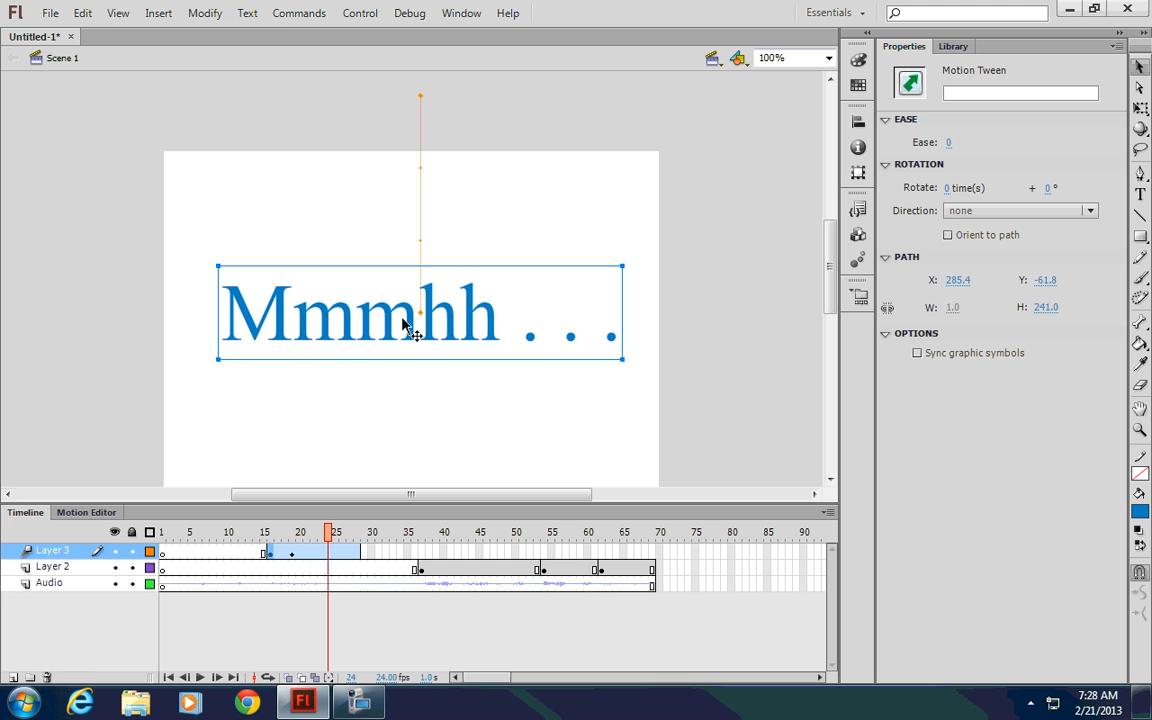 Fl File Edit View Insert Modify Text Commands Control Debug Window Help Essentials
Untitled-1* ×
Scene 1 100%
Properties Library
Motion Tween
EASE
Ease: 0
ROTATION
Rotate: 0 time(s) + 0 °
Direction: none
Orient to path
PATH
X: 285.4 Y: -61.8
W: 1.0 H: 241.0
OPTIONS
Sync graphic symbols
Mmmhh . . .
Timeline Motion Editor
1 5 10 15 20 25 30 35 40 45 50 55 60 65 70 75 80 85 90
Layer 3
Layer 2
Audio
24 24.00 fps 1.0 s
Fl
7:28 AM
2/21/2013